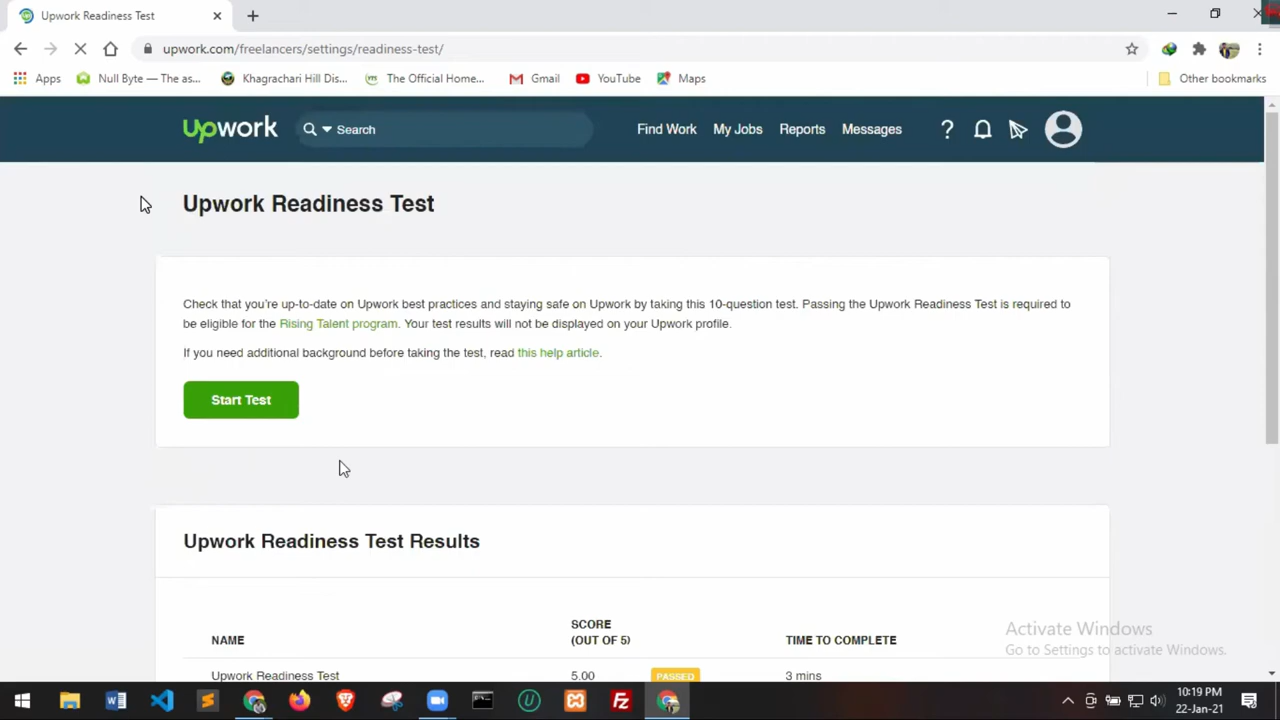 Upwork Readiness Test
upwork.com/freelancers/settings/readiness-test/
Apps Null Byte — The as... Khagrachari Hill Dis... The Official Home... Gmail YouTube Maps Other bookmarks
Upwork Search Find Work My Jobs Reports Messages ?
Upwork Readiness Test
Check that you're up-to-date on Upwork best practices and staying safe on Upwork by taking this 10-question test. Passing the Upwork Readiness Test is required to
be eligible for the Rising Talent program. Your test results will not be displayed on your Upwork profile.
If you need additional background before taking the test, read this help article.
Start Test
Upwork Readiness Test Results
SCORE
NAME (OUT OF 5) TIME TO COMPLETE
Upwork Readiness Test 5.00 PASSED 3 mins
Activate Windows
Go to Settings to activate Windows.
10:19 PM
22-Jan-21